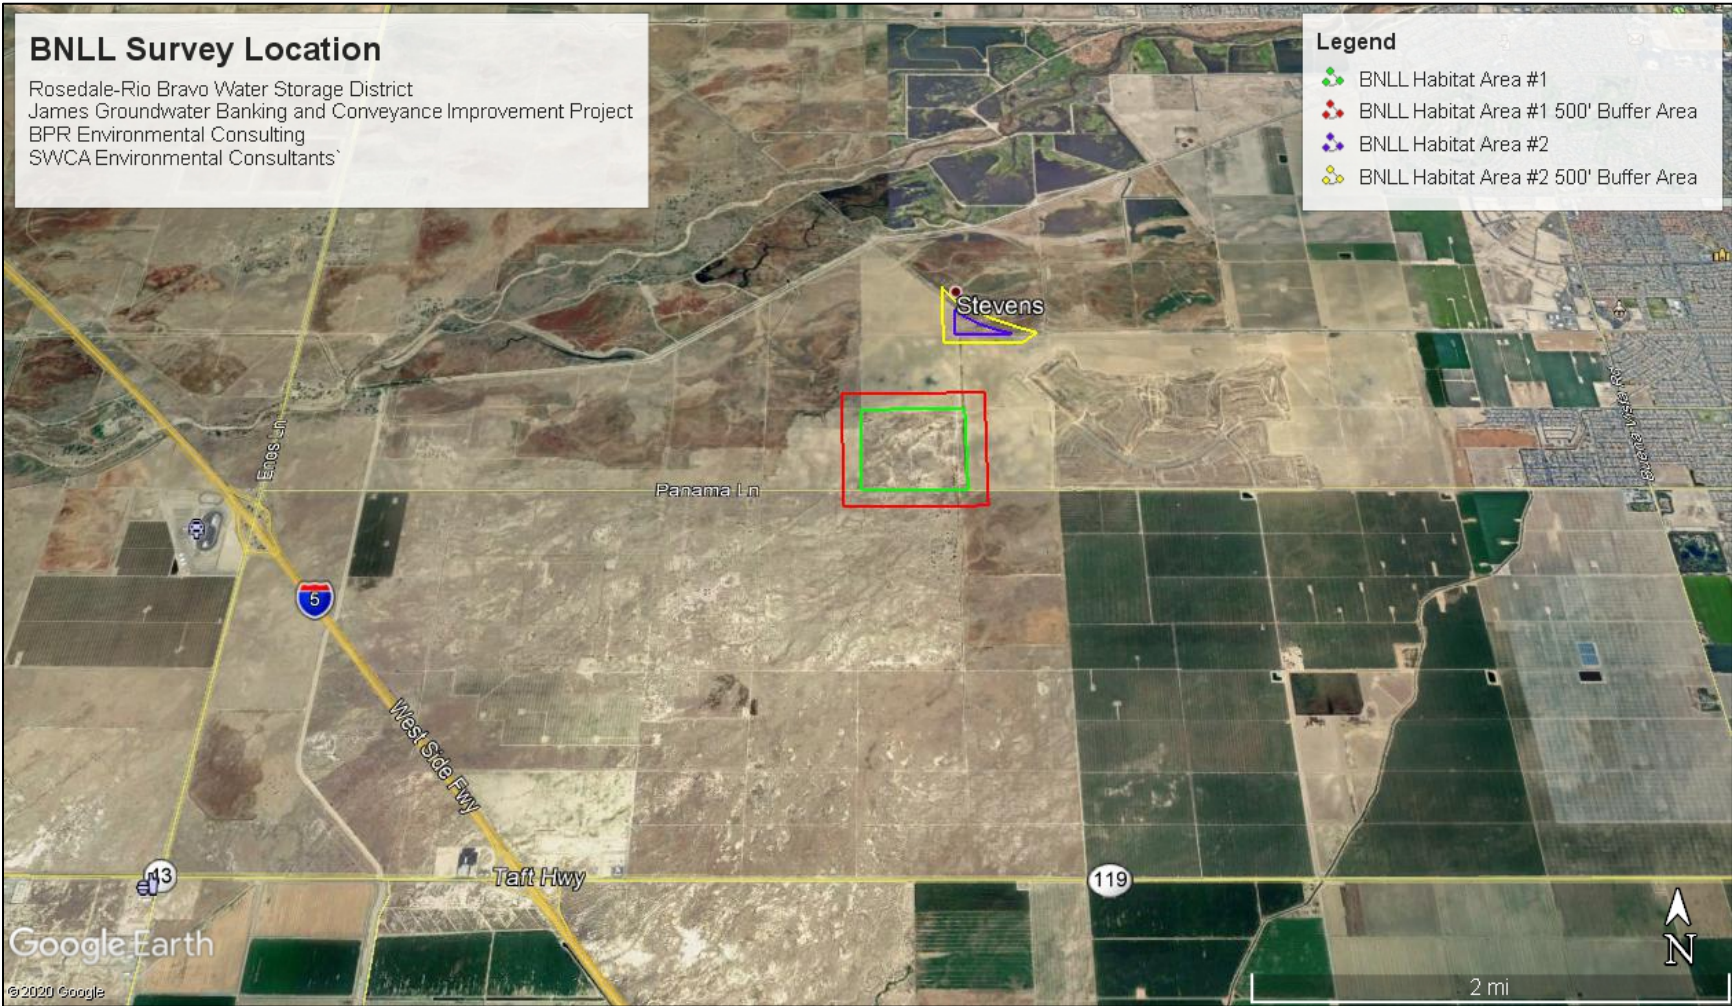 BNLL Survey Location
Rosedale-Rio Bravo Water Storage District
James Groundwater Banking and Conveyance Improvement Project
BPR Environmental Consulting
SWCA Environmental Consultants`
Legend
BNLL Habitat Area #1
BNLL Habitat Area #1 500' Buffer Area
BNLL Habitat Area #2
BNLL Habitat Area #2 500' Buffer Area
Stevens
Buena Vista Rd
Enos Ln
Panama Ln
5
West Side Fwy
43
Taft Hwy
119
Google Earth
©2020 Google
N
2 mi